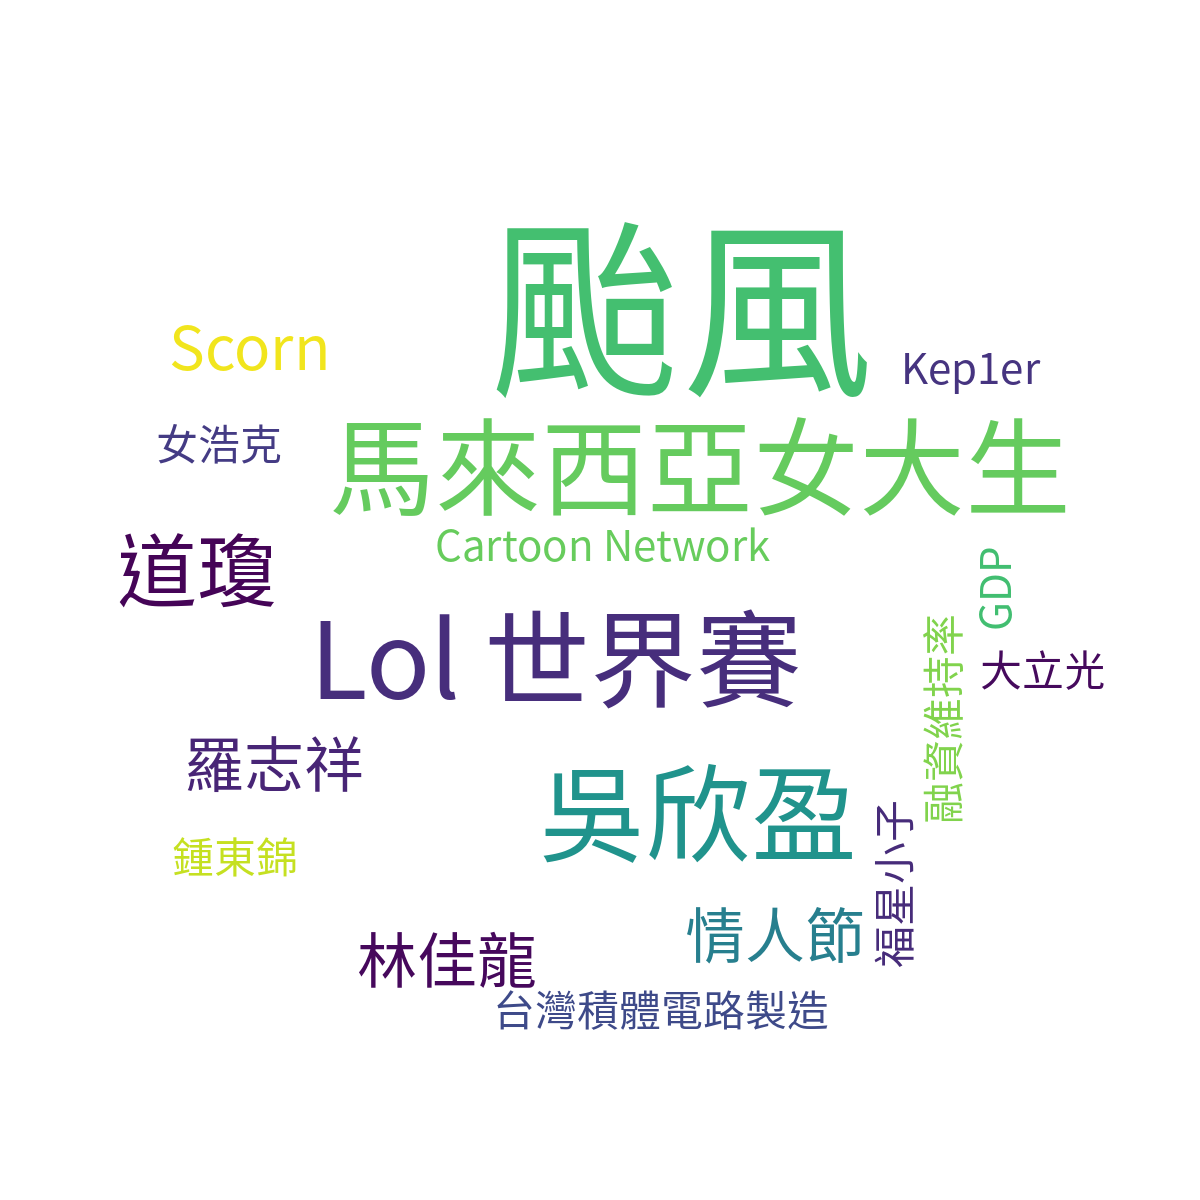 颱風
Scorn
Kep1er
女浩克
馬來西亞女大生
Cartoon Network
道瓊
GDP
Lol 世界賽
融資維持率
大立光
羅志祥
吳欣盈
鍾東錦
福星小子
情人節
林佳龍
台灣積體電路製造